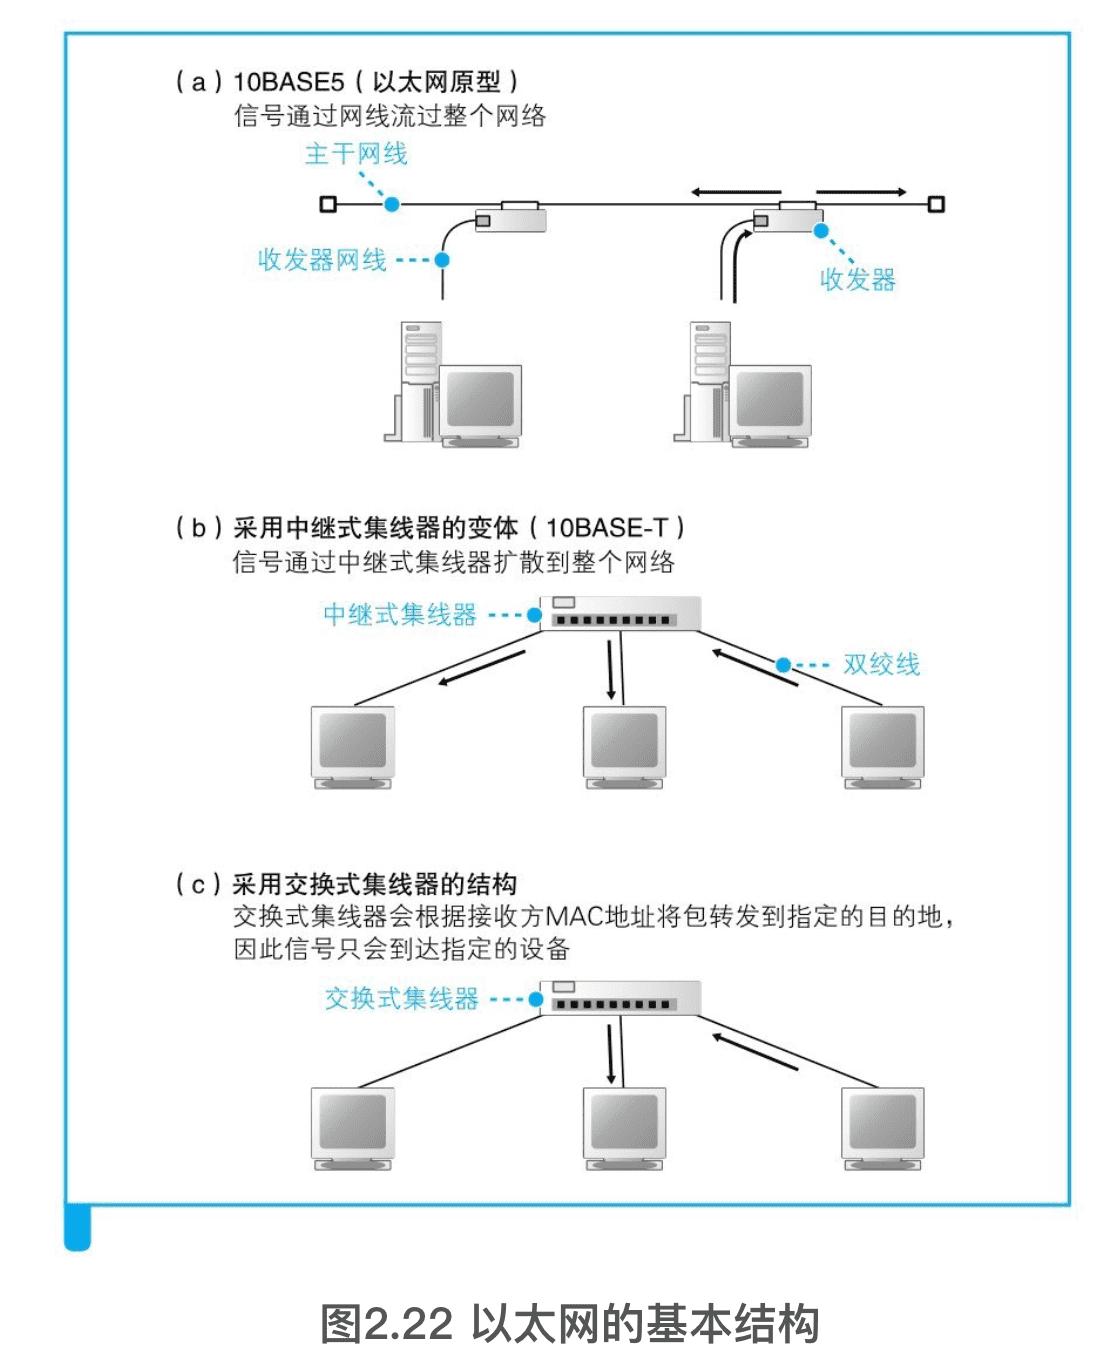 （a）10BASE5（以太网原型）
信号通过网线流过整个网络
主干网线
收发器网线
收发器
（b）采用中继式集线器的变体（10BASE-T）
信号通过中继式集线器扩散到整个网络
中继式集线器
双绞线
（c）采用交换式集线器的结构
交换式集线器会根据接收方MAC地址将包转发到指定的目的地，
因此信号只会到达指定的设备
交换式集线器
图2.22 以太网的基本结构